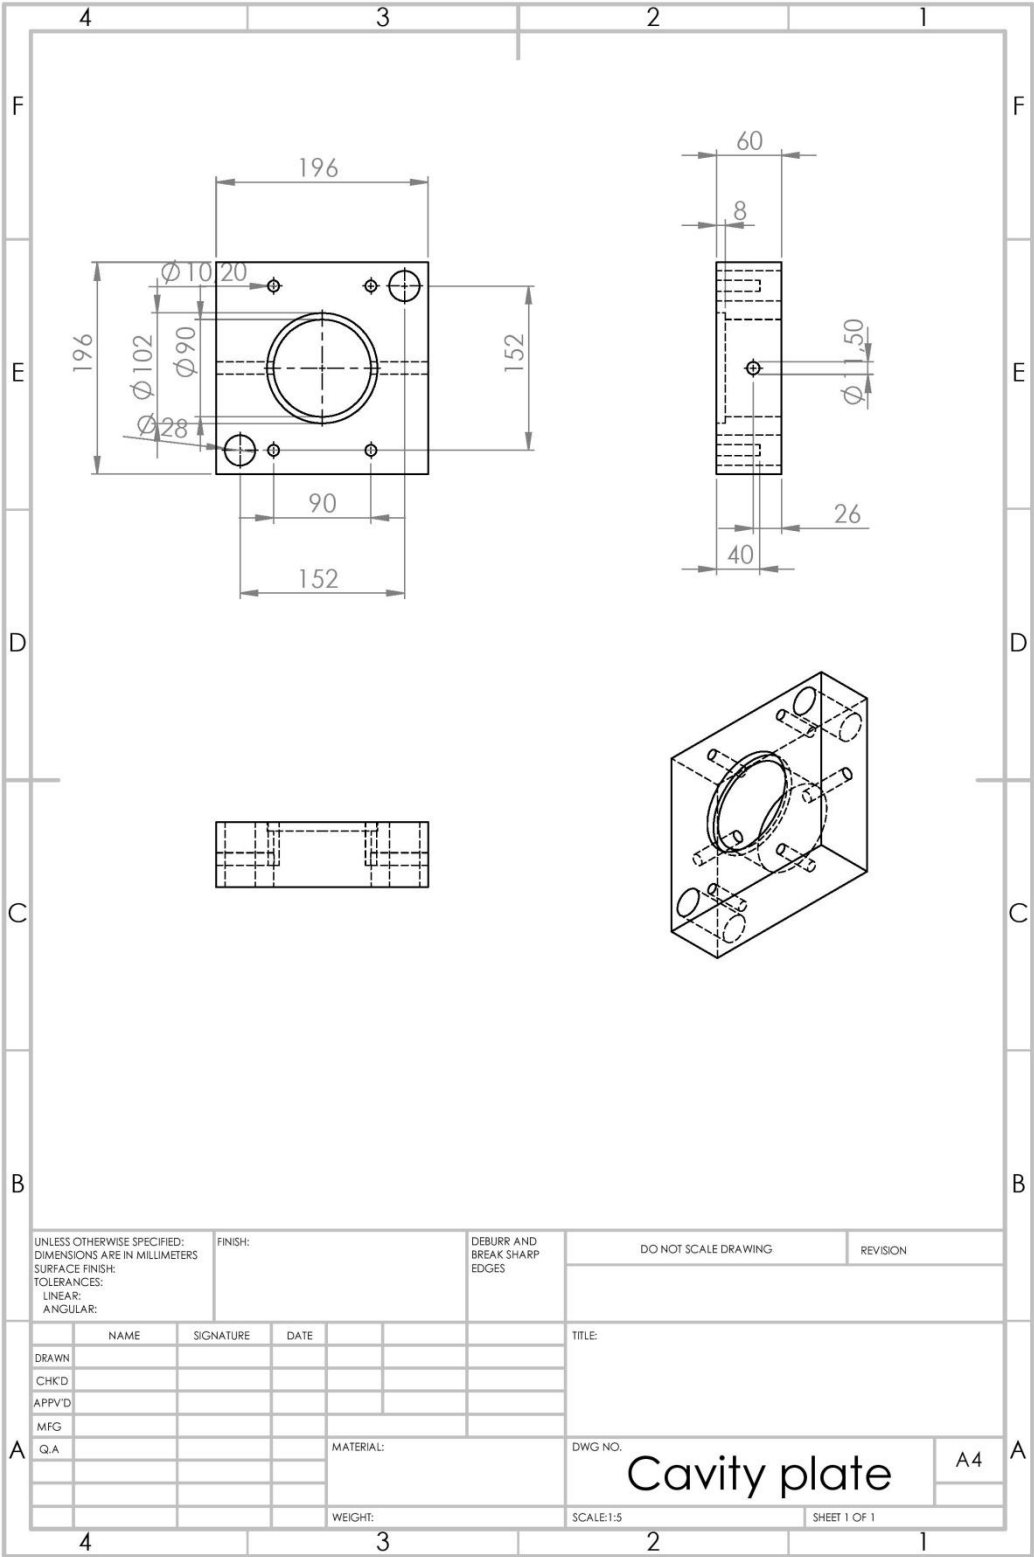 4 3 2 1
F F
196
60
8
Ø10,20
196
Ø102
Ø90
152
E E
Ø11,50
Ø28
90
26
40
152
D D
C C
B B
UNLESS OTHERWISE SPECIFIED:
DIMENSIONS ARE IN MILLIMETERS
SURFACE FINISH:
TOLERANCES:
LINEAR:
ANGULAR:
FINISH:
DEBURR AND
BREAK SHARP
EDGES
DO NOT SCALE DRAWING
REVISION
NAME SIGNATURE DATE
TITLE:
DRAWN
CHK'D
APPV'D
MFG
Q.A
MATERIAL:
DWG NO.
Cavity plate
A4
A A
WEIGHT:
SCALE:1:5
SHEET 1 OF 1
4 3 2 1